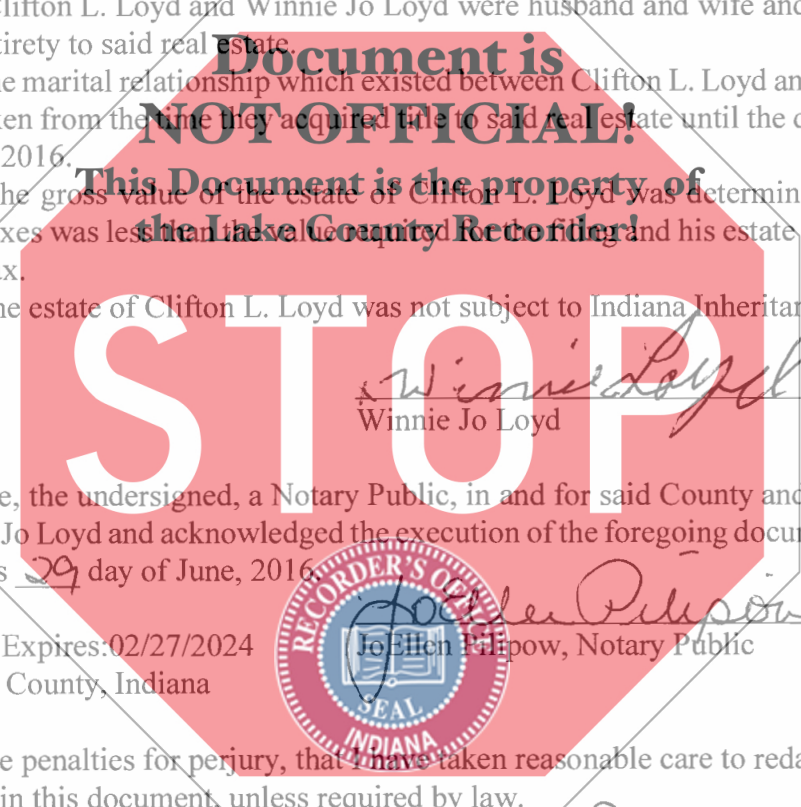 Clifton L. Loyd and Winnie Jo Loyd were husband and wife and
tirety to said real estate.
Document is
e marital relationship which existed between Clifton L. Loyd an
NOT OFFICIAL!
ken from the time they acquired title to said real estate until the d
2016.
This Document is the property of
he gross value of the estate of Clifton L. Loyd was determin
the Lake County Recorder!
xes was less than the value required for the filing and his estate
x.
ne estate of Clifton L. Loyd was not subject to Indiana Inheritan
STOP
Winnie Loyd
Winnie Jo Loyd
e, the undersigned, a Notary Public, in and for said County and
Jo Loyd and acknowledged the execution of the foregoing docu
s 29 day of June, 2016.
RECORDER'S OFFICE
JoEllen Pilipow
Expires:02/27/2024
JoEllen Pilipow, Notary Public
County, Indiana
SEAL
INDIANA
e penalties for perjury, that I have taken reasonable care to reda
in this document, unless required by law.